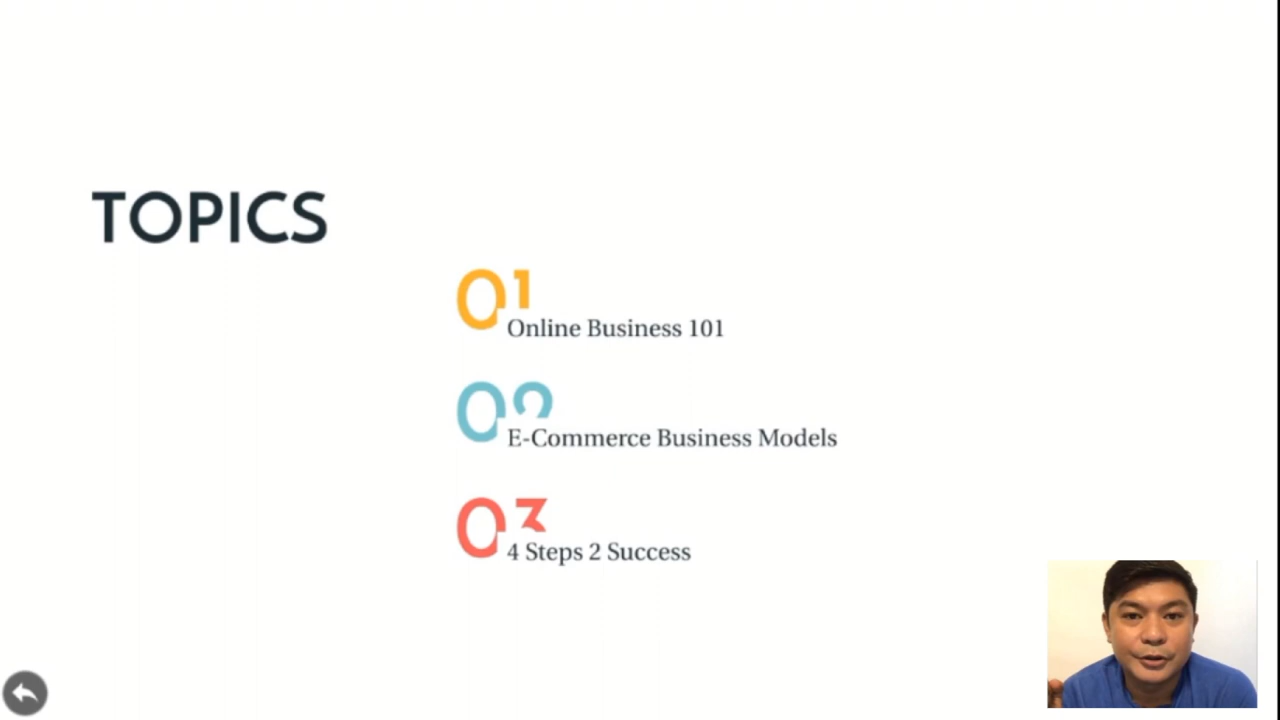 TOPICS
01
Online Business 101
02
E-Commerce Business Models
03
4 Steps 2 Success